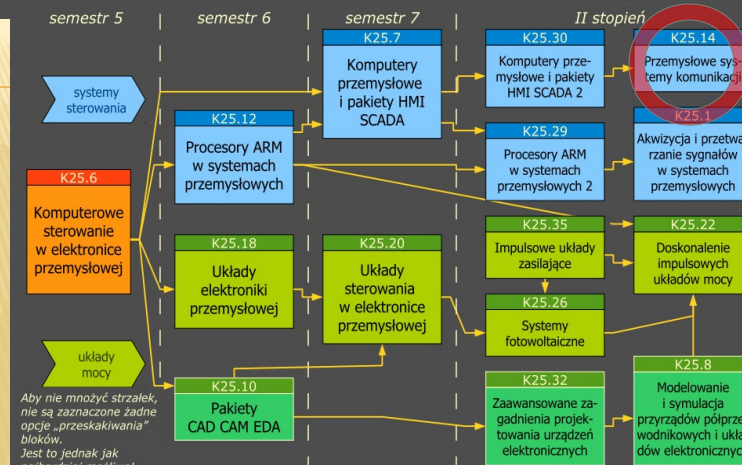 semestr 5
semestr 6
semestr 7
II stopień
systemy
sterowania
K25.6
Komputerowe
sterowanie
w elektronice
przemysłowej
układy
mocy
Aby nie mnożyć strzałek,
nie są zaznaczone żadne
opcje „przeskakiwania”
bloków.
Jest to jednak jak
K25.12
Procesory ARM
w systemach
przemysłowych
K25.18
Układy
elektroniki
przemysłowej
K25.10
Pakiety
CAD CAM EDA
K25.7
Komputery
przemysłowe
i pakiety HMI
SCADA
K25.20
Układy
sterowania
w elektronice
przemysłowej
K25.30
Komputery prze-
mysłowe i pakiety
HMI SCADA 2
K25.29
Procesory ARM
w systemach
przemysłowych 2
K25.35
Impulsowe układy
zasilające
K25.26
Systemy
fotowoltaiczne
K25.32
Zaawansowane za-
gadnienia projek-
towania urządzeń
elektronicznych
K25.14
Przemysłowe sys-
temy komunikacji
K25.1
Akwizycja i przetwa
rzanie sygnałów
w systemach
przemysłowych
K25.22
Doskonalenie
impulsowych
układów mocy
K25.8
Modelowanie
i symulacja
przyrządów półprze
wodnikowych i ukła
dów elektronicznyc